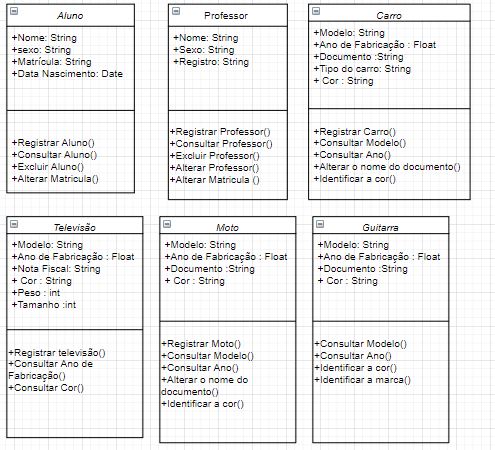 Aluno
+Nome: String
+sexo: String
+Matrícula: String
+Data Nasimento: Date
+Registrar Aluno()
+Consultar Aluno()
+Excluir Aluno()
+Alterar Matricula()
Professor
+Nome: String
+Sexo: String
+Registro: String
+Registrar Professor()
+Consultar Professor()
+Excluir Professor()
+Alterar Professor()
+Alterar Matricula ()
Carro
+Modelo: String
+Ano de Fabricação : Float
+Documento :String
+Tipo do carro: String
+ Cor : String
+Registrar Carro()
+Consultar Modelo()
+Consultar Ano()
+Alterar o nome do documento()
+Identificar a cor()
Televisão
+Modelo: String
+Ano de Fabricação : Float
+Nota Fiscal: String
+ Cor : String
+Peso : int
+Tamanho :int
+Registrar televisão()
+Consultar Ano de
Fabricação()
+Consultar Cor()
Moto
+Modelo: String
+Ano de Fabricação : Float
+Documento :String
+ Cor : String
+Registrar Moto()
+Consultar Modelo()
+Consultar Ano()
+Alterar o nome do
documento()
+Identificar a cor()
Guitarra
+Modelo: String
+Ano de Fabricação : Float
+Documento :String
+ Cor : String
+Consultar Modelo()
+Consultar Ano()
+Identificar a cor()
+Identificar a marca()